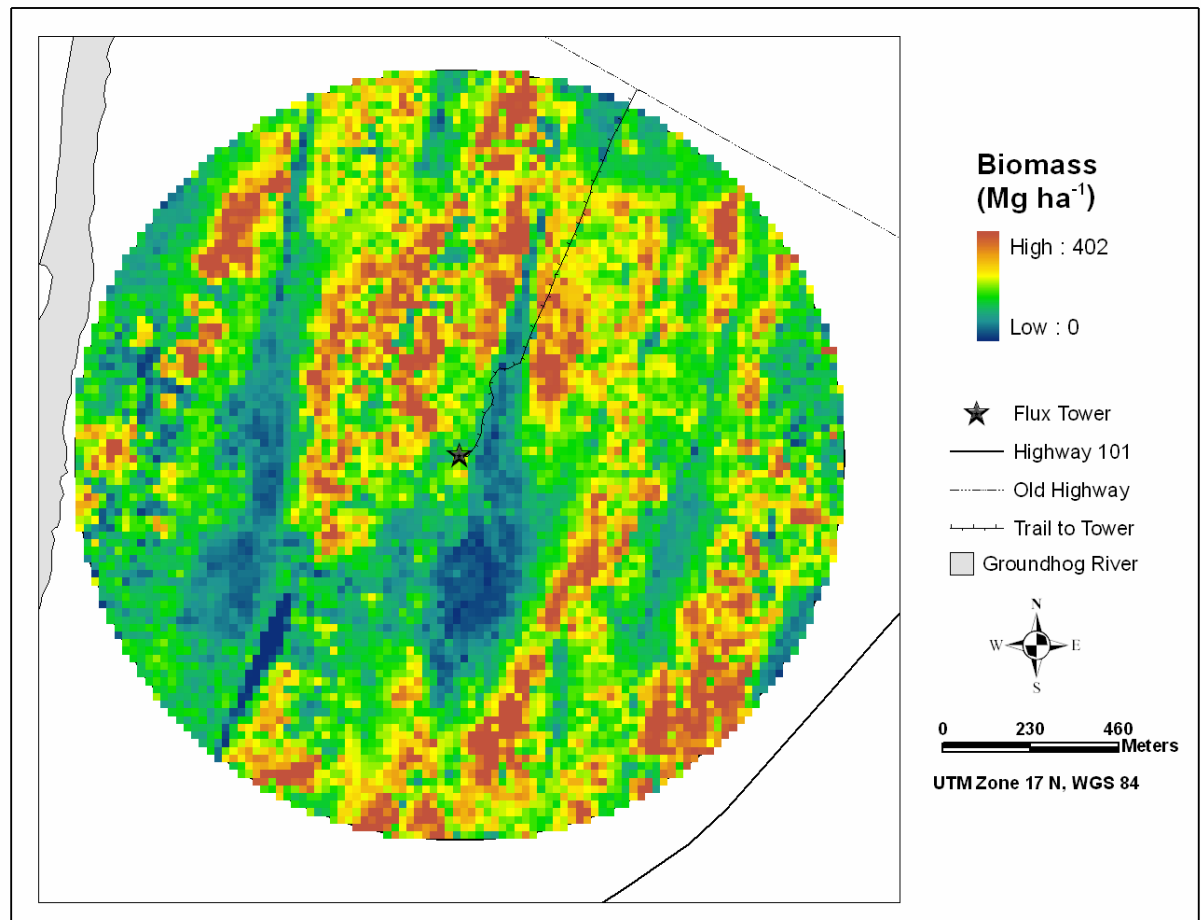 Biomass
(Mg ha⁻¹)
High : 402
Low : 0
Flux Tower
Highway 101
Old Highway
Trail to Tower
Groundhog River
N
W E
S
0 230 460
Meters
UTM Zone 17 N, WGS 84